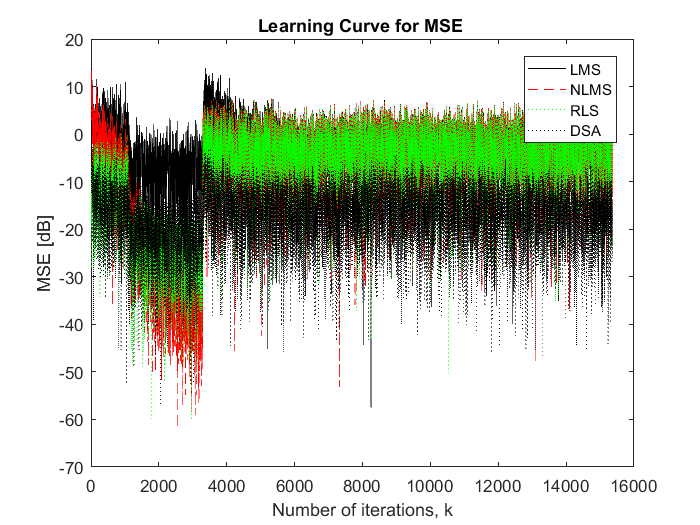 Learning Curve for MSE
20
10
0
-10
-20
-30
-40
-50
-60
-70
MSE [dB]
LMS
NLMS
RLS
DSA
0 2000 4000 6000 8000 10000 12000 14000 16000
Number of iterations, k